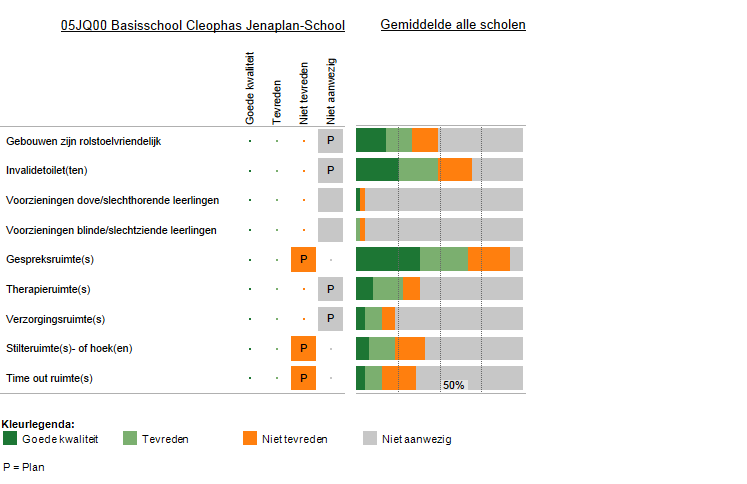 05JQ00 Basisschool Cleophas Jenaplan-School
Gemiddelde alle scholen
Goede kwaliteit
Tevreden
Niet tevreden
Niet aanwezig
Gebouwen zijn rolstoelvriendelijk P
Invalidetoilet(ten) P
Voorzieningen dove/slechthorende leerlingen
Voorzieningen blinde/slechtziende leerlingen
Gespreksruimte(s) P
Therapieruimte(s) P
Verzorgingsruimte(s) P
Stilteruimte(s)- of hoek(en) P
Time out ruimte(s) P
50%
Kleurlegenda:
Goede kwaliteit Tevreden Niet tevreden Niet aanwezig
P = Plan